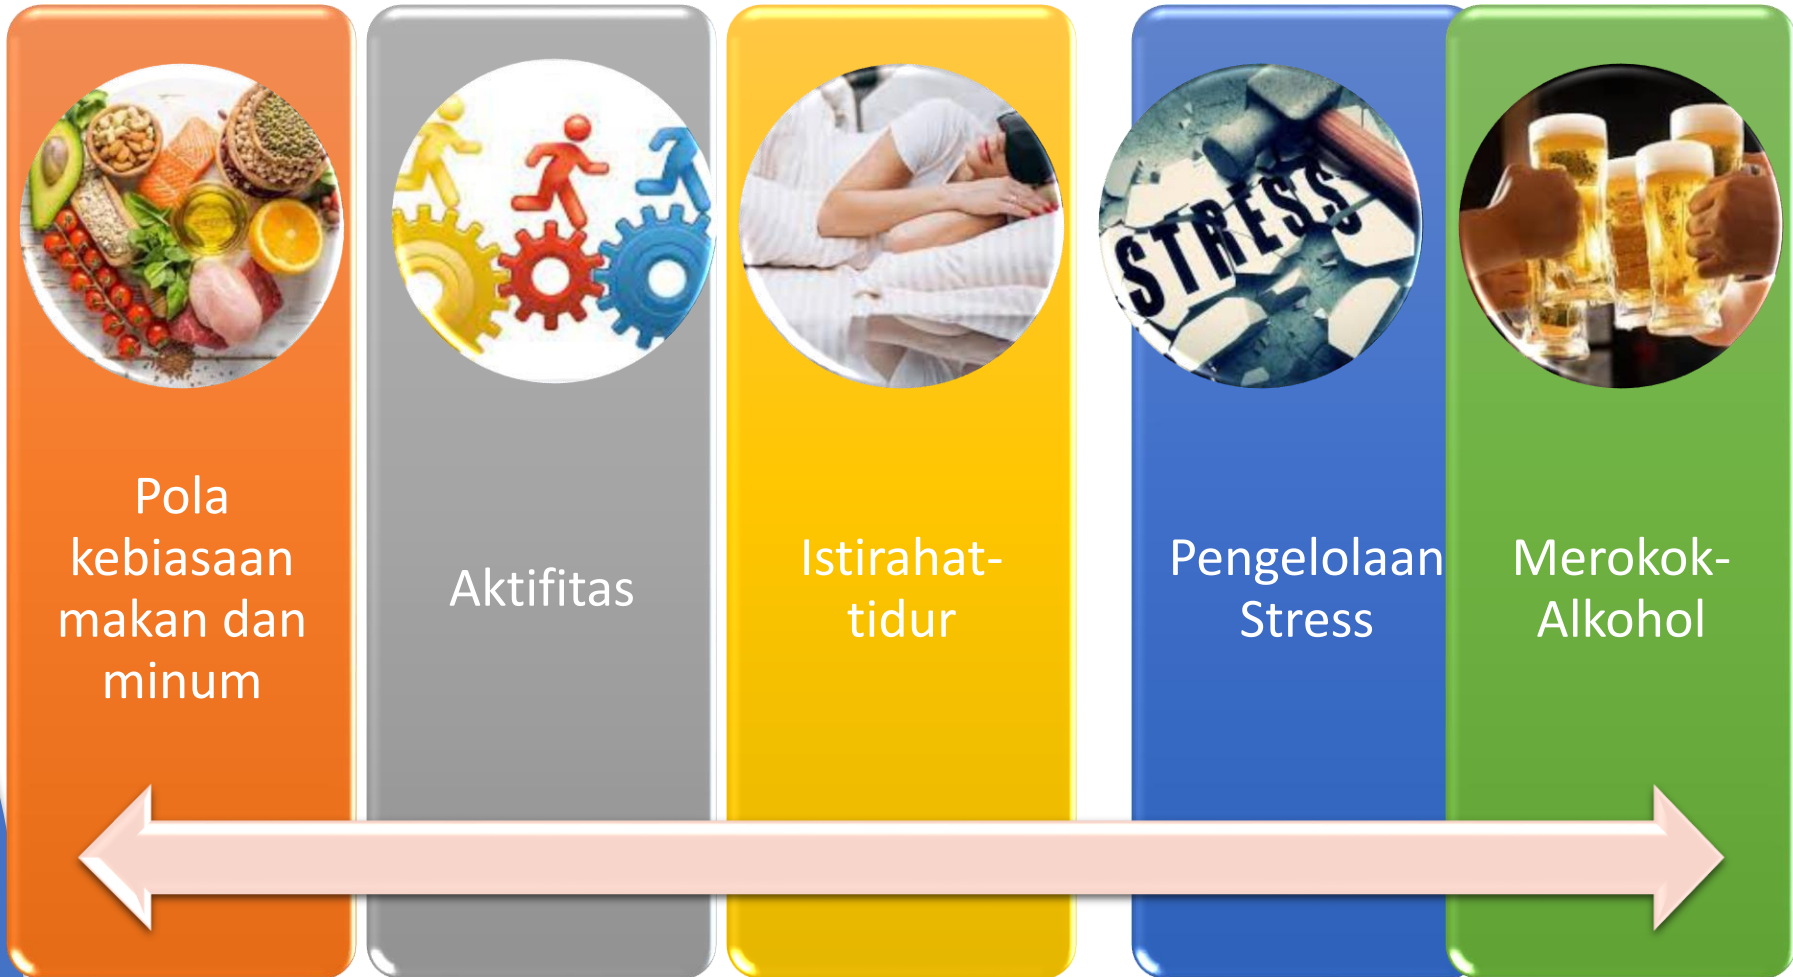 STRESS
Pola
kebiasaan
makan dan
minum
Aktifitas
Istirahat-
tidur
Pengelolaan
Stress
Merokok-
Alkohol